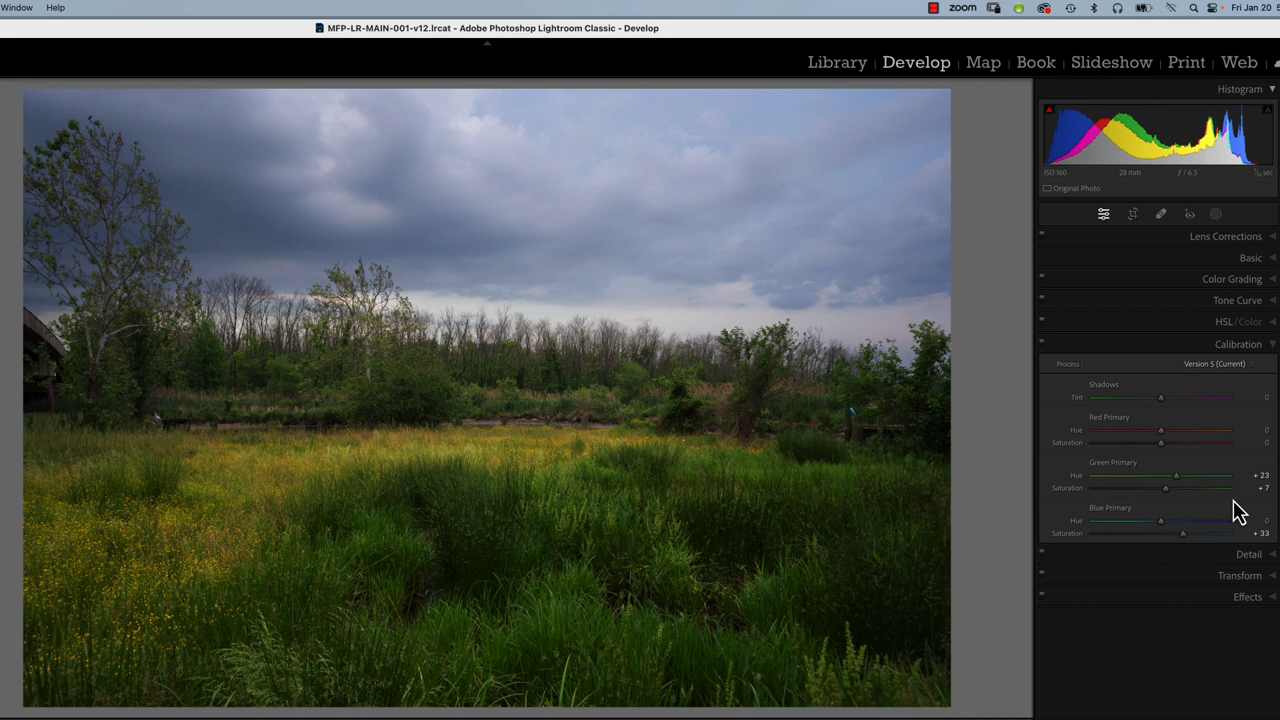 Window Help zoom Fri Jan 20
MFP-LR-MAIN-001-v12.lrcat - Adobe Photoshop Lightroom Classic - Develop
Library | Develop | Map | Book | Slideshow | Print | Web
Histogram
ISO 160 28 mm ƒ / 6.3 sec
Original Photo
Lens Corrections
Basic
Color Grading
Tone Curve
HSL / Color
Calibration
Process : Version 5 (Current)
Shadows
Tint 0
Red Primary
Hue 0
Saturation 0
Green Primary
Hue + 23
Saturation + 7
Blue Primary
Hue 0
Saturation + 33
Detail
Transform
Effects